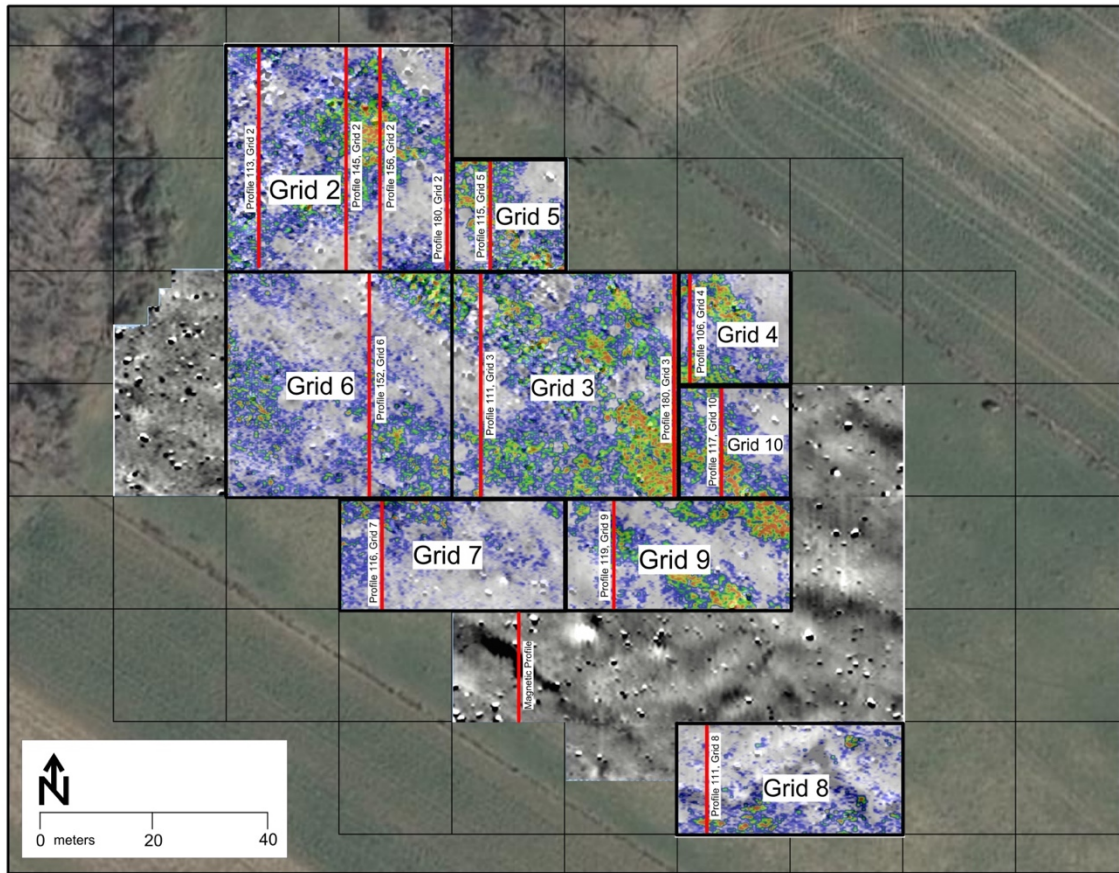 Profile 113, Grid 2
Profile 145, Grid 2
Profile 156, Grid 2
Profile 180, Grid 2
Grid 2
Profile 115, Grid 5
Grid 5
Grid 6
Profile 152, Grid 6
Profile 111, Grid 3
Grid 3
Profile 180, Grid 3
Profile 106, Grid 4
Grid 4
Profile 117, Grid 10
Grid 10
Profile 116, Grid 7
Grid 7
Profile 119, Grid 9
Grid 9
Magnetic Profile
Profile 111, Grid 8
Grid 8
N
0 meters 20 40